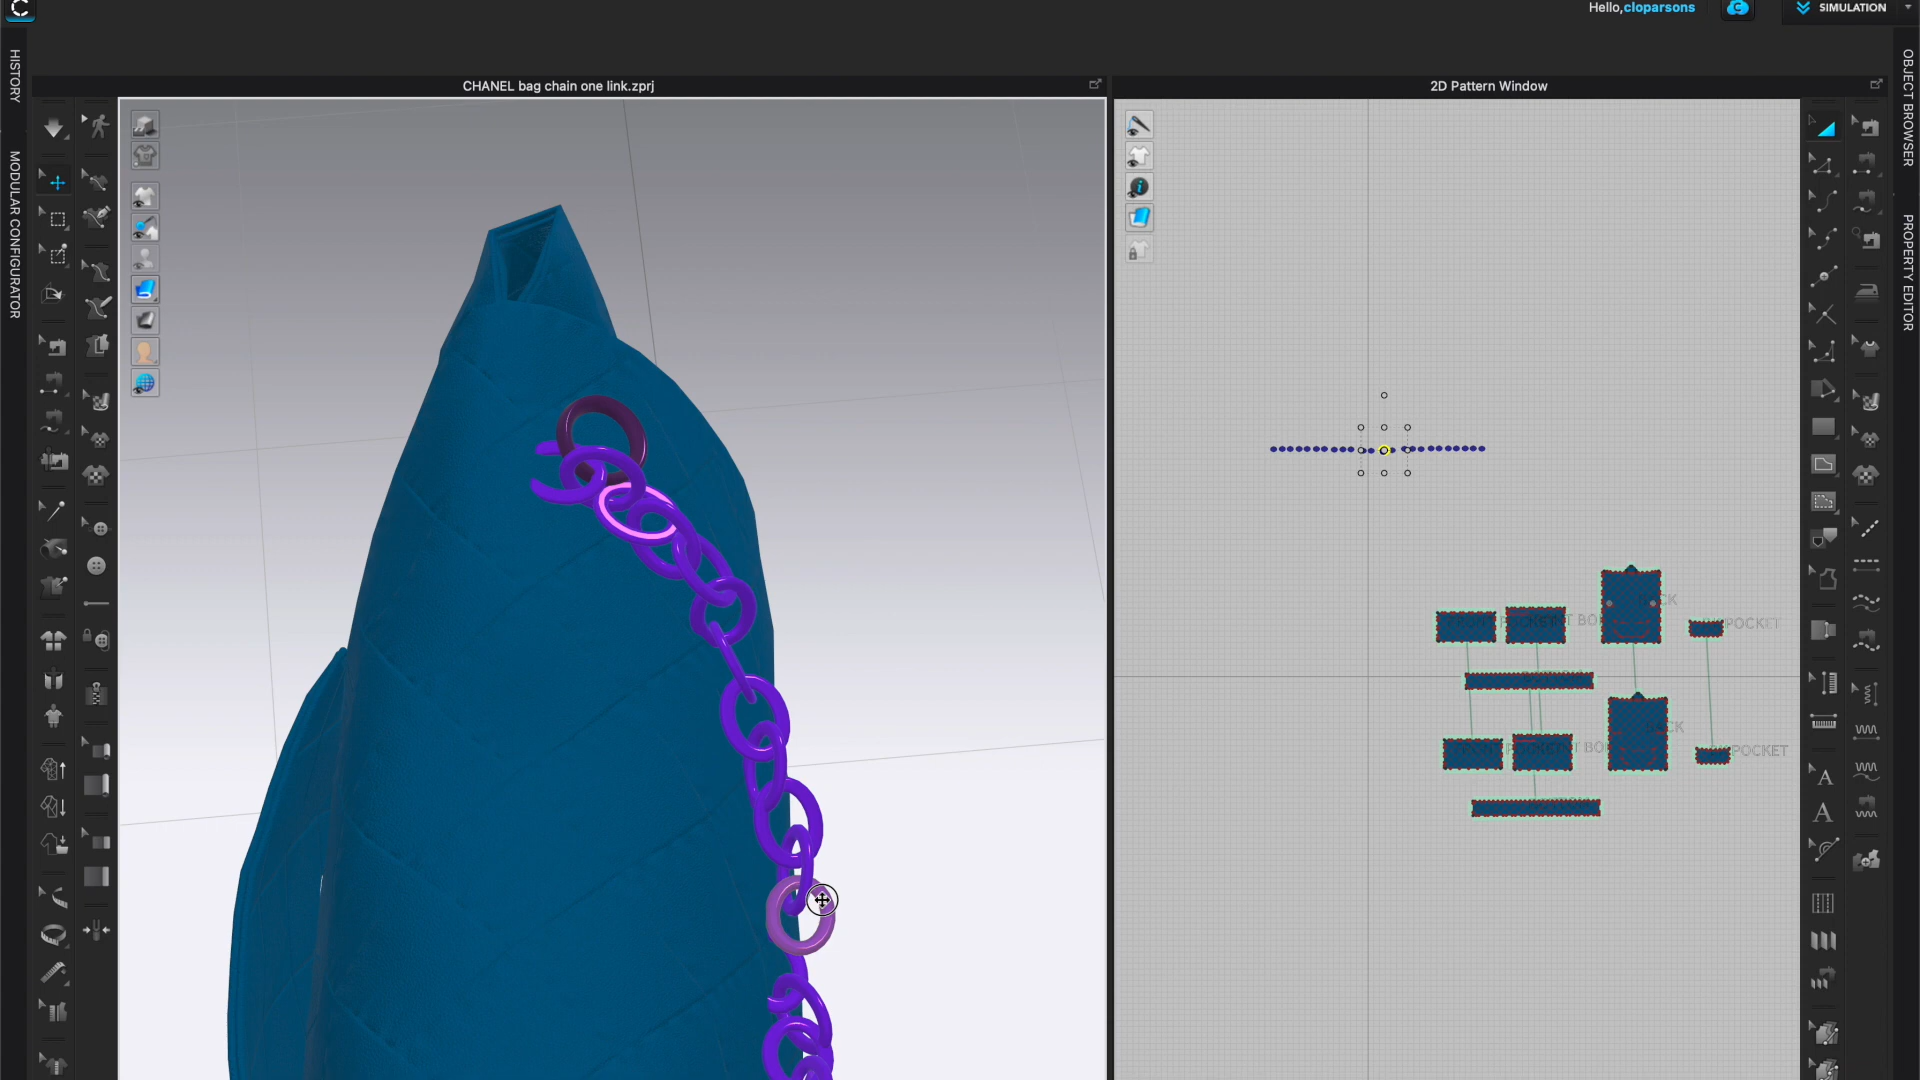 Hello,cloparsons
SIMULATION
HISTORY
MODULAR CONFIGURATOR
CHANEL bag chain one link.zprj
2D Pattern Window
OBJECT BROWSER
PROPERTY EDITOR
POCKET
POCKET